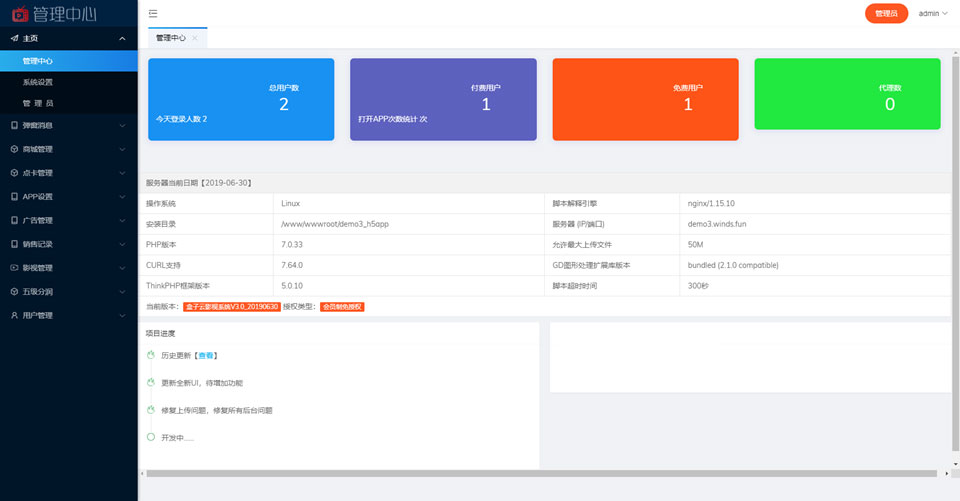 管理中心
管理员
admin
主页
管理中心
系统设置
管 理 员
弹窗消息
商城管理
点卡管理
APP设置
广告管理
销售记录
影视管理
五级分润
用户管理
管理中心
总用户数
2
今天登录人数 2
付费用户
1
打开APP次数统计 次
免费用户
1
代理数
0
服务器当前日期【2019-06-30】
操作系统 Linux 脚本解释引擎 nginx/1.15.10
安装目录 /www/wwwroot/demo3_h5app 服务器 (IP/端口) demo3.winds.fun
PHP版本 7.0.33 允许最大上传文件 50M
CURL支持 7.64.0 GD图形处理扩展库版本 bundled (2.1.0 compatible)
ThinkPHP框架版本 5.0.10 脚本超时时间 300秒
当前版本: 盒子云影视系统V3.0_20190630 授权类型: 会员制免授权
项目进度
历史更新【查看】
更新全新UI，待增加功能
修复上传问题，修复所有后台问题
开发中......